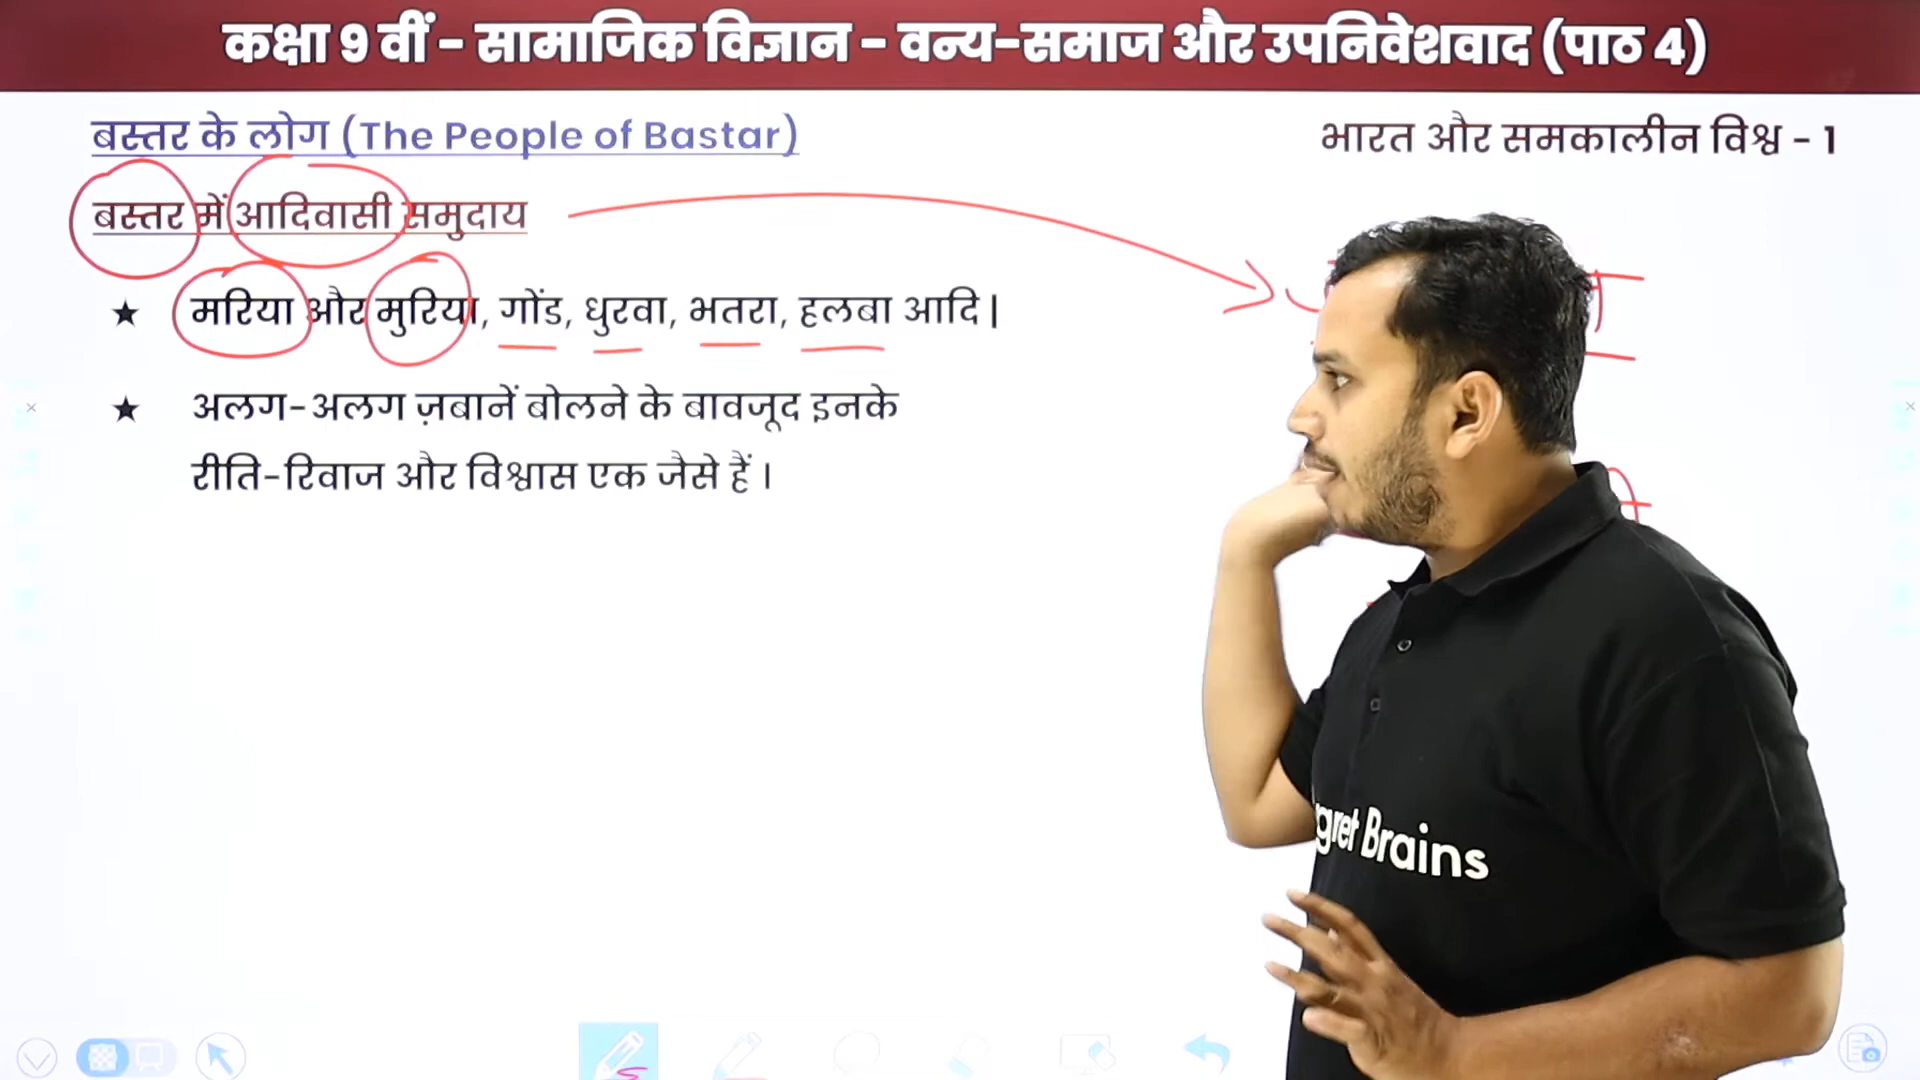 कक्षा 9 वीं - सामाजिक विज्ञान - वन्य-समाज और उपनिवेशवाद (पाठ 4)
बस्तर के लोग (The People of Bastar)
भारत और समकालीन विश्व - 1
बस्तर में आदिवासी समुदाय
★ मरिया और मुरिया, गोंड, धुरवा, भतरा, हलबा आदि |
★ अलग-अलग ज़बानें बोलने के बावजूद इनके
रीति-रिवाज और विश्वास एक जैसे हैं ।
Brains